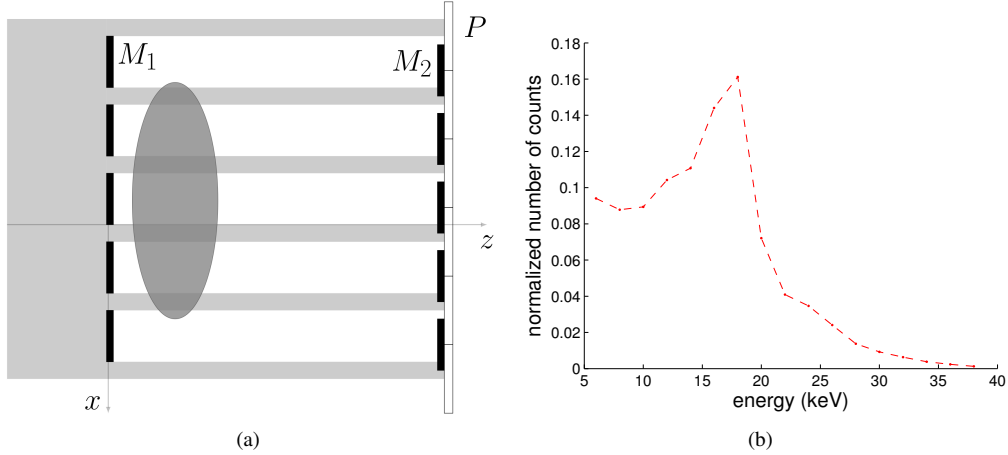 M₁
M₂
P
z
x
(a)
normalized number of counts
0.18
0.16
0.14
0.12
0.1
0.08
0.06
0.04
0.02
0
5 10 15 20 25 30 35 40
energy (keV)
(b)